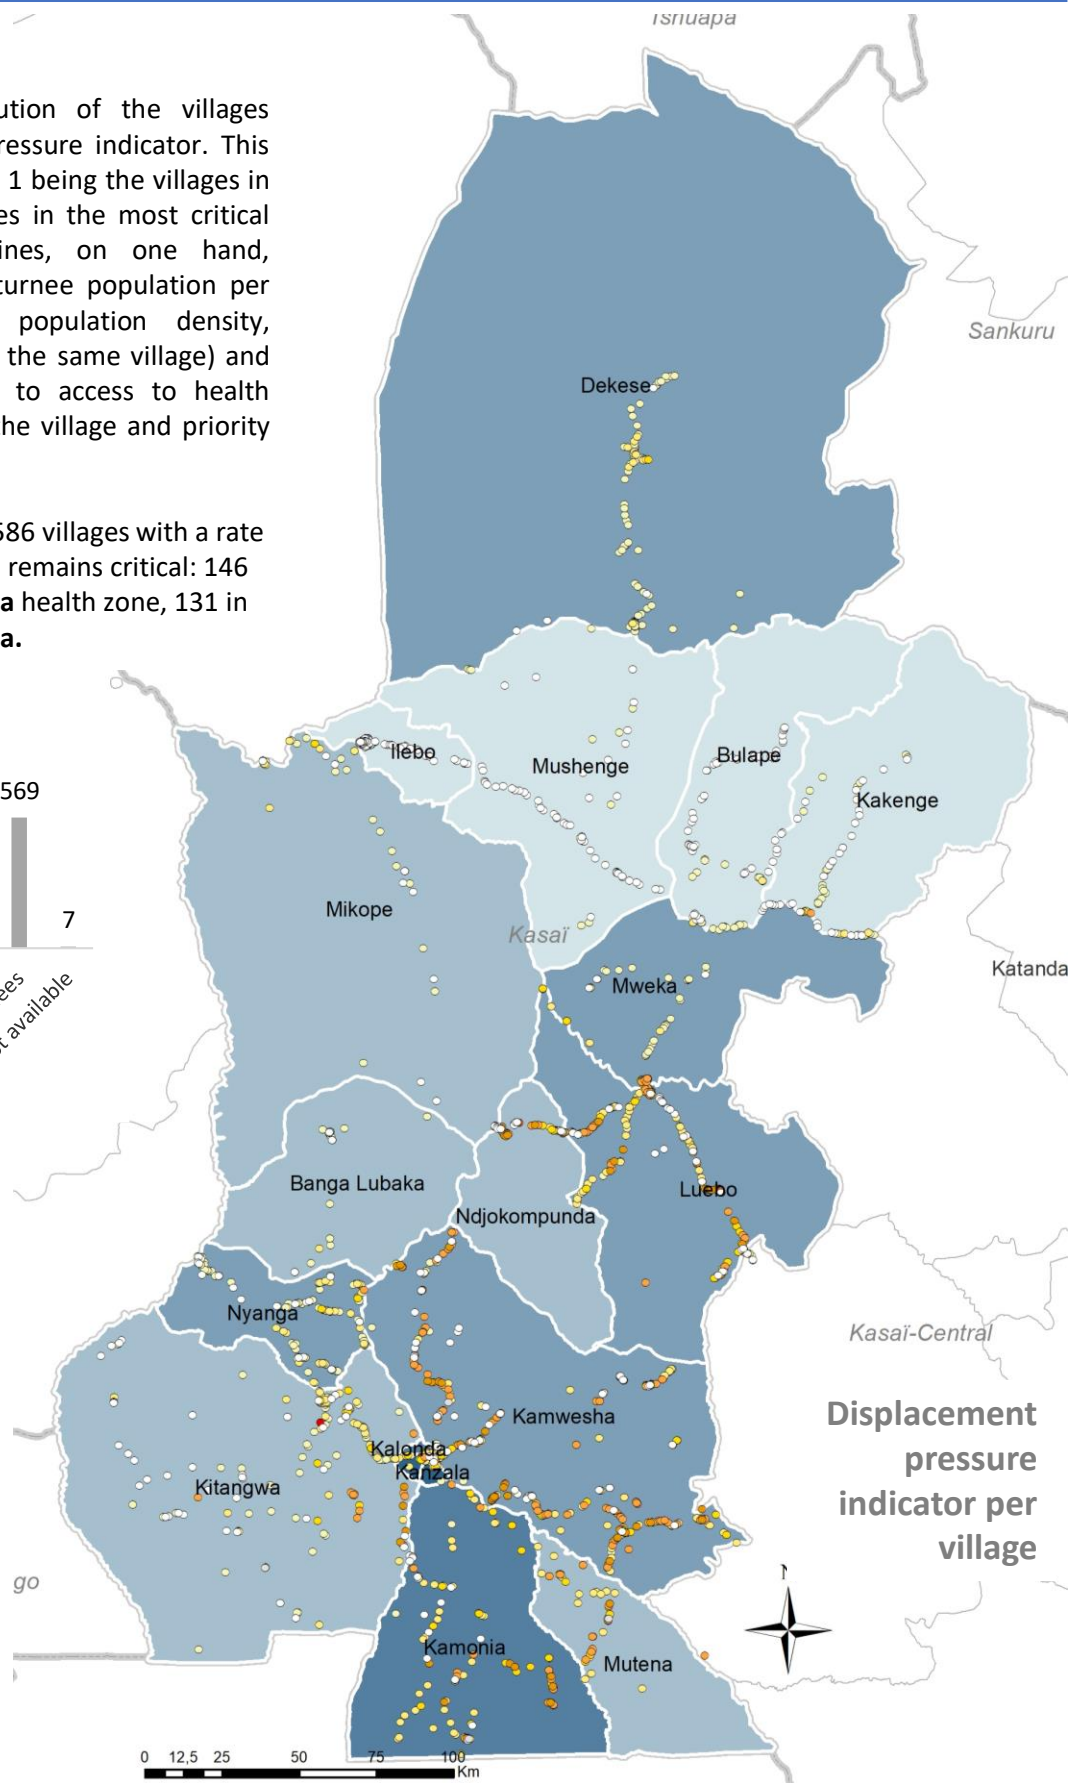 Tshuapa
ution of the villages
ressure indicator. This
1 being the villages in
es in the most critical
ines, on one hand,
turnee population per
population density,
the same village) and
to access to health
the village and priority
586 villages with a rate
remains critical: 146
a health zone, 131 in
a.
569
7
ees
t available
Sankuru
Dekese
Ilebo
Mushenge
Bulape
Kakenge
Mikope
Kasaï
Mweka
Katanda
Banga Lubaka
Ndjokompunda
Luebo
Nyanga
Kasaï-Central
Kamwesha
Kalonda
Kanzala
Kitangwa
Displacement
pressure
indicator per
village
go
Kamonia
Mutena
0 12,5 25 50 75 100
Km